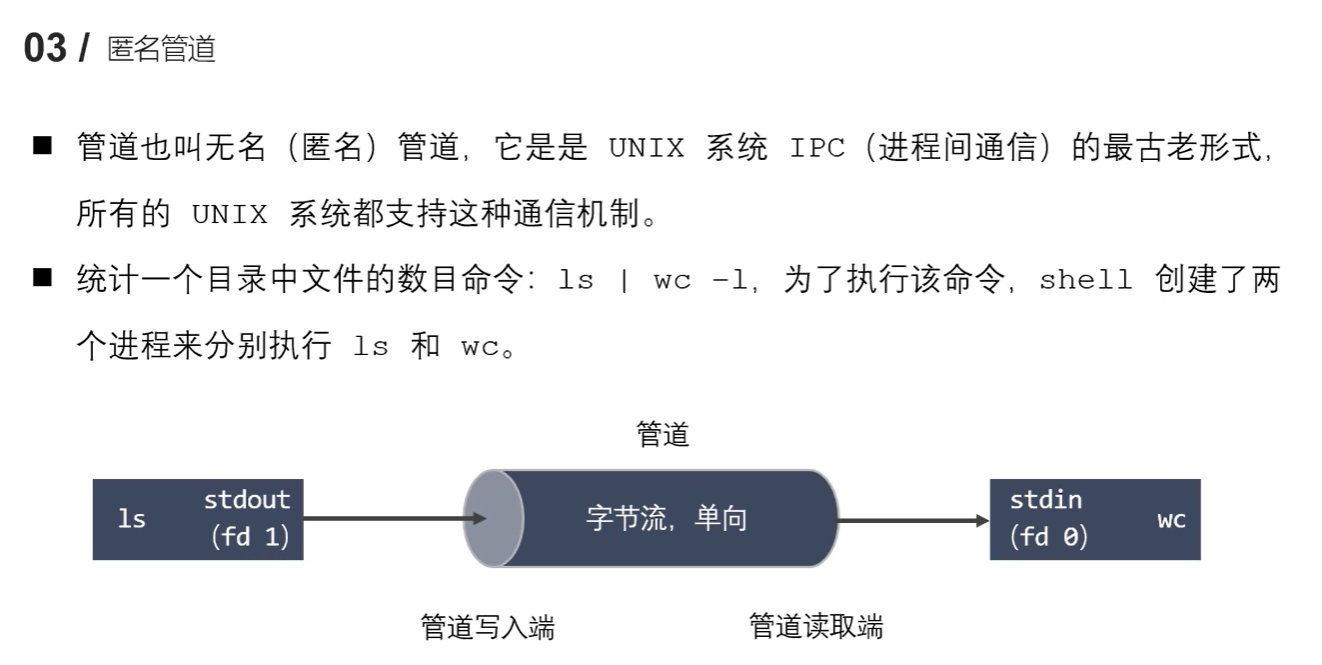 03 / 匿名管道
■ 管道也叫无名（匿名）管道，它是是 UNIX 系统 IPC（进程间通信）的最古老形式，
所有的 UNIX 系统都支持这种通信机制。
■ 统计一个目录中文件的数目命令：ls | wc –l，为了执行该命令，shell 创建了两
个进程来分别执行 ls 和 wc。
管道
ls
stdout
(fd 1)
字节流，单向
stdin
(fd 0)
wc
管道写入端
管道读取端